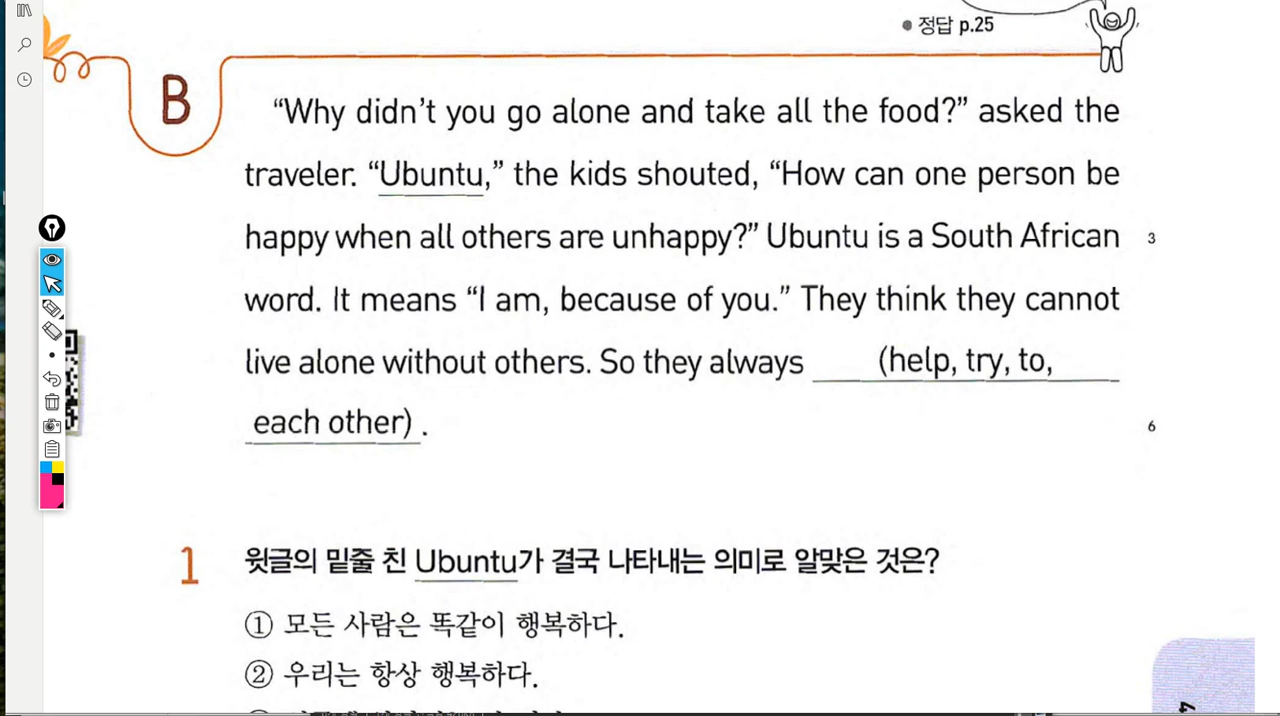 ● 정답 p.25
B
“Why didn’t you go alone and take all the food?” asked the
traveler. “Ubuntu,” the kids shouted, “How can one person be
happy when all others are unhappy?” Ubuntu is a South African 3
word. It means “I am, because of you.” They think they cannot
live alone without others. So they always ____ (help, try, to,
each other) . 6
1 윗글의 밑줄 친 Ubuntu가 결국 나타내는 의미로 알맞은 것은?
① 모든 사람은 똑같이 행복하다.
② 우리는 항상 행복하다.